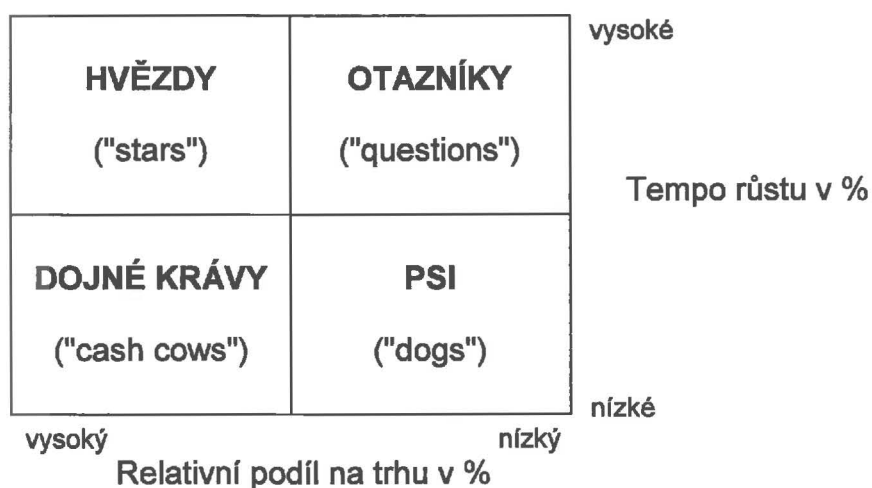 vysoké
HVĚZDY OTAZNÍKY
("stars") ("questions")
Tempo růstu v %
DOJNÉ KRÁVY PSI
("cash cows") ("dogs")
nízké
vysoký nízký
Relativní podíl na trhu v %